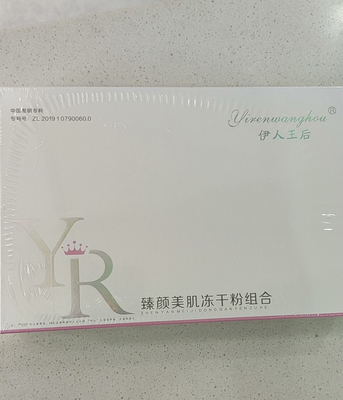 中国发明专利
专利号：ZL 2019 1 0790060.0
Yirenwanghou®
伊人王后
YR
臻颜美肌冻干粉组合
ZHENYANMEIJIDONGGANFENZUHE